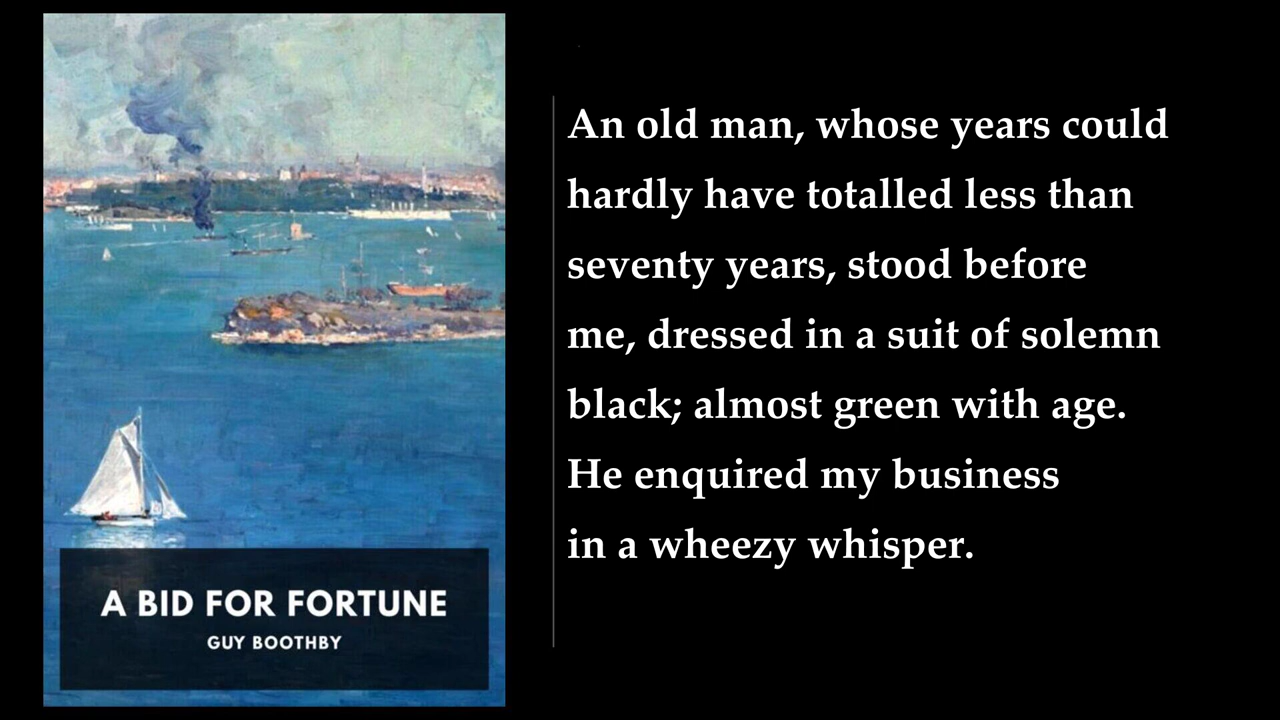 An old man, whose years could
hardly have totalled less than
seventy years, stood before
me, dressed in a suit of solemn
black; almost green with age.
He enquired my business
in a wheezy whisper.
A BID FOR FORTUNE
GUY BOOTHBY